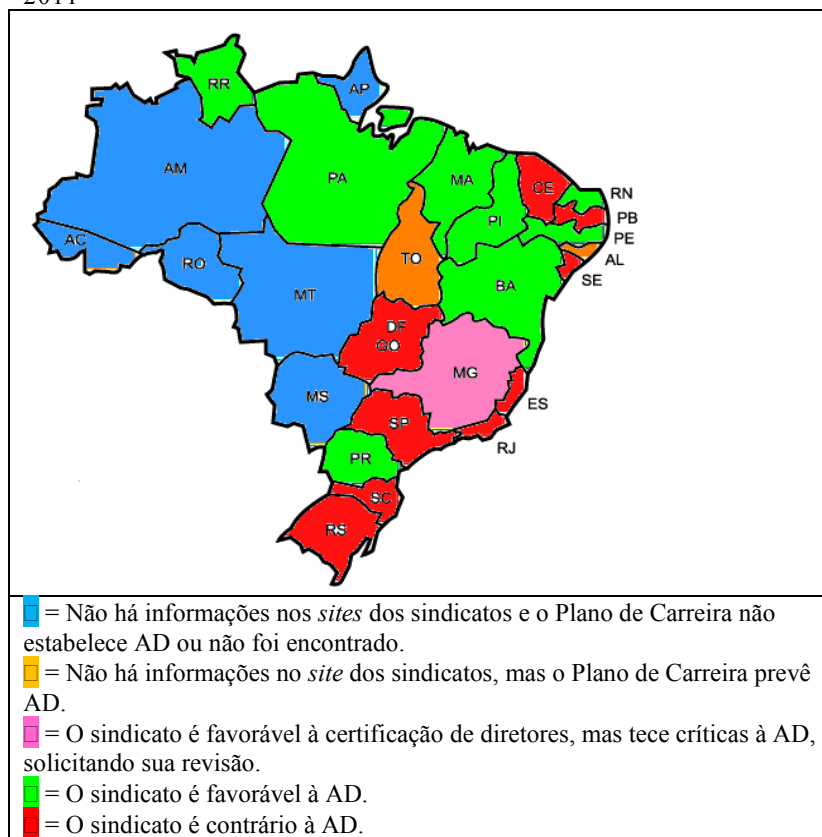 2011
RR
AP
AM
PA
MA
CE
RN
PI
PB
PE
AC
TO
AL
RO
SE
MT
BA
DF
GO
MG
MS
ES
SP
RJ
PR
SC
RS
= Não há informações nos sites dos sindicatos e o Plano de Carreira não
estabelece AD ou não foi encontrado.
= Não há informações no site dos sindicatos, mas o Plano de Carreira prevê
AD.
= O sindicato é favorável à certificação de diretores, mas tece críticas à AD,
solicitando sua revisão.
= O sindicato é favorável à AD.
= O sindicato é contrário à AD.